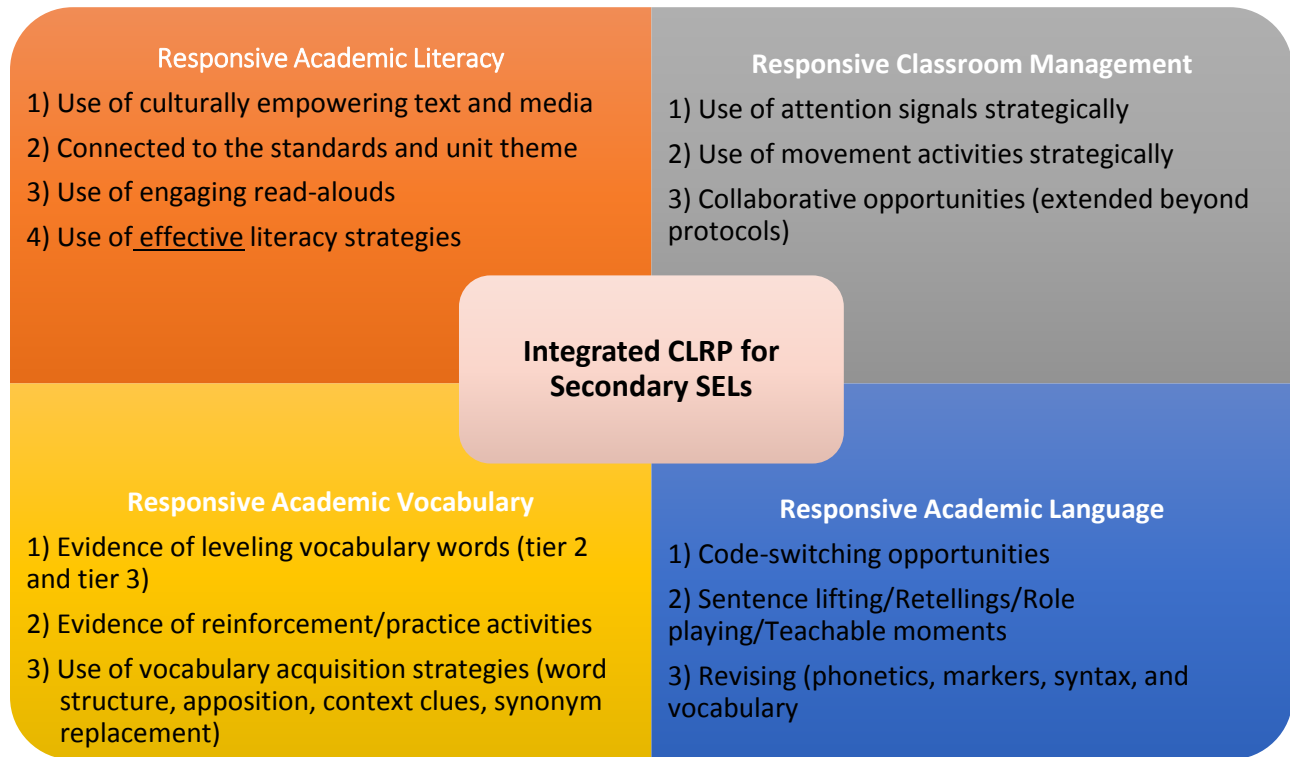 Responsive Academic Literacy
1) Use of culturally empowering text and media
2) Connected to the standards and unit theme
3) Use of engaging read-alouds
4) Use of effective literacy strategies
Responsive Classroom Management
1) Use of attention signals strategically
2) Use of movement activities strategically
3) Collaborative opportunities (extended beyond
protocols)
Integrated CLRP for
Secondary SELs
Responsive Academic Vocabulary
1) Evidence of leveling vocabulary words (tier 2
and tier 3)
2) Evidence of reinforcement/practice activities
3) Use of vocabulary acquisition strategies (word
structure, apposition, context clues, synonym
replacement)
Responsive Academic Language
1) Code-switching opportunities
2) Sentence lifting/Retellings/Role
playing/Teachable moments
3) Revising (phonetics, markers, syntax, and
vocabulary